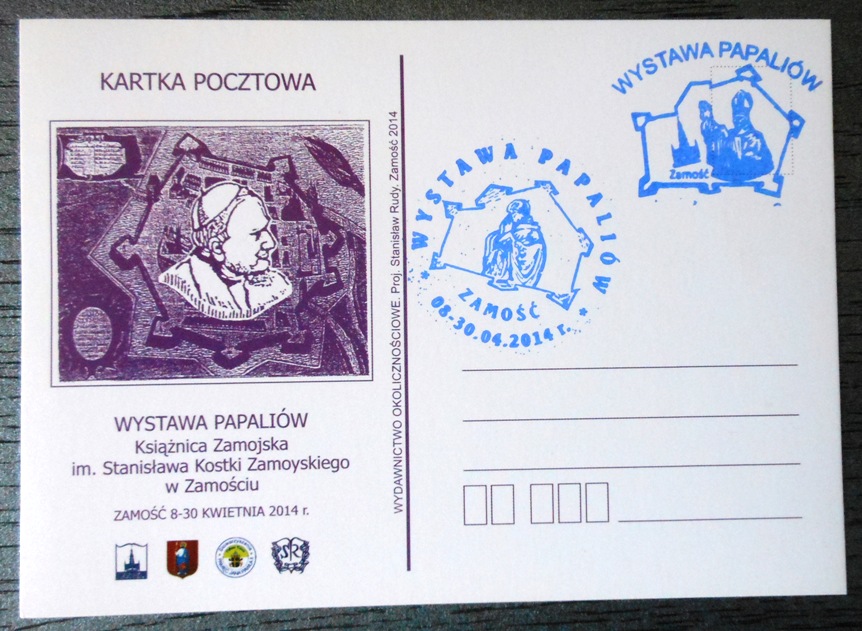 KARTKA POCZTOWA
WYSTAWA PAPALIÓW
Książnica Zamojska
im. Stanisława Kostki Zamoyskiego
w Zamościu
ZAMOŚĆ 8-30 KWIETNIA 2014 r.
WYDAWNICTWO OKOLICZNOŚCIOWE. Proj. Stanisław Rudy. Zamość 2014
* WYSTAWA PAPALIÓW *
ZAMOŚĆ
08-30.04.2014 r.
WYSTAWA PAPALIÓW
Zamość